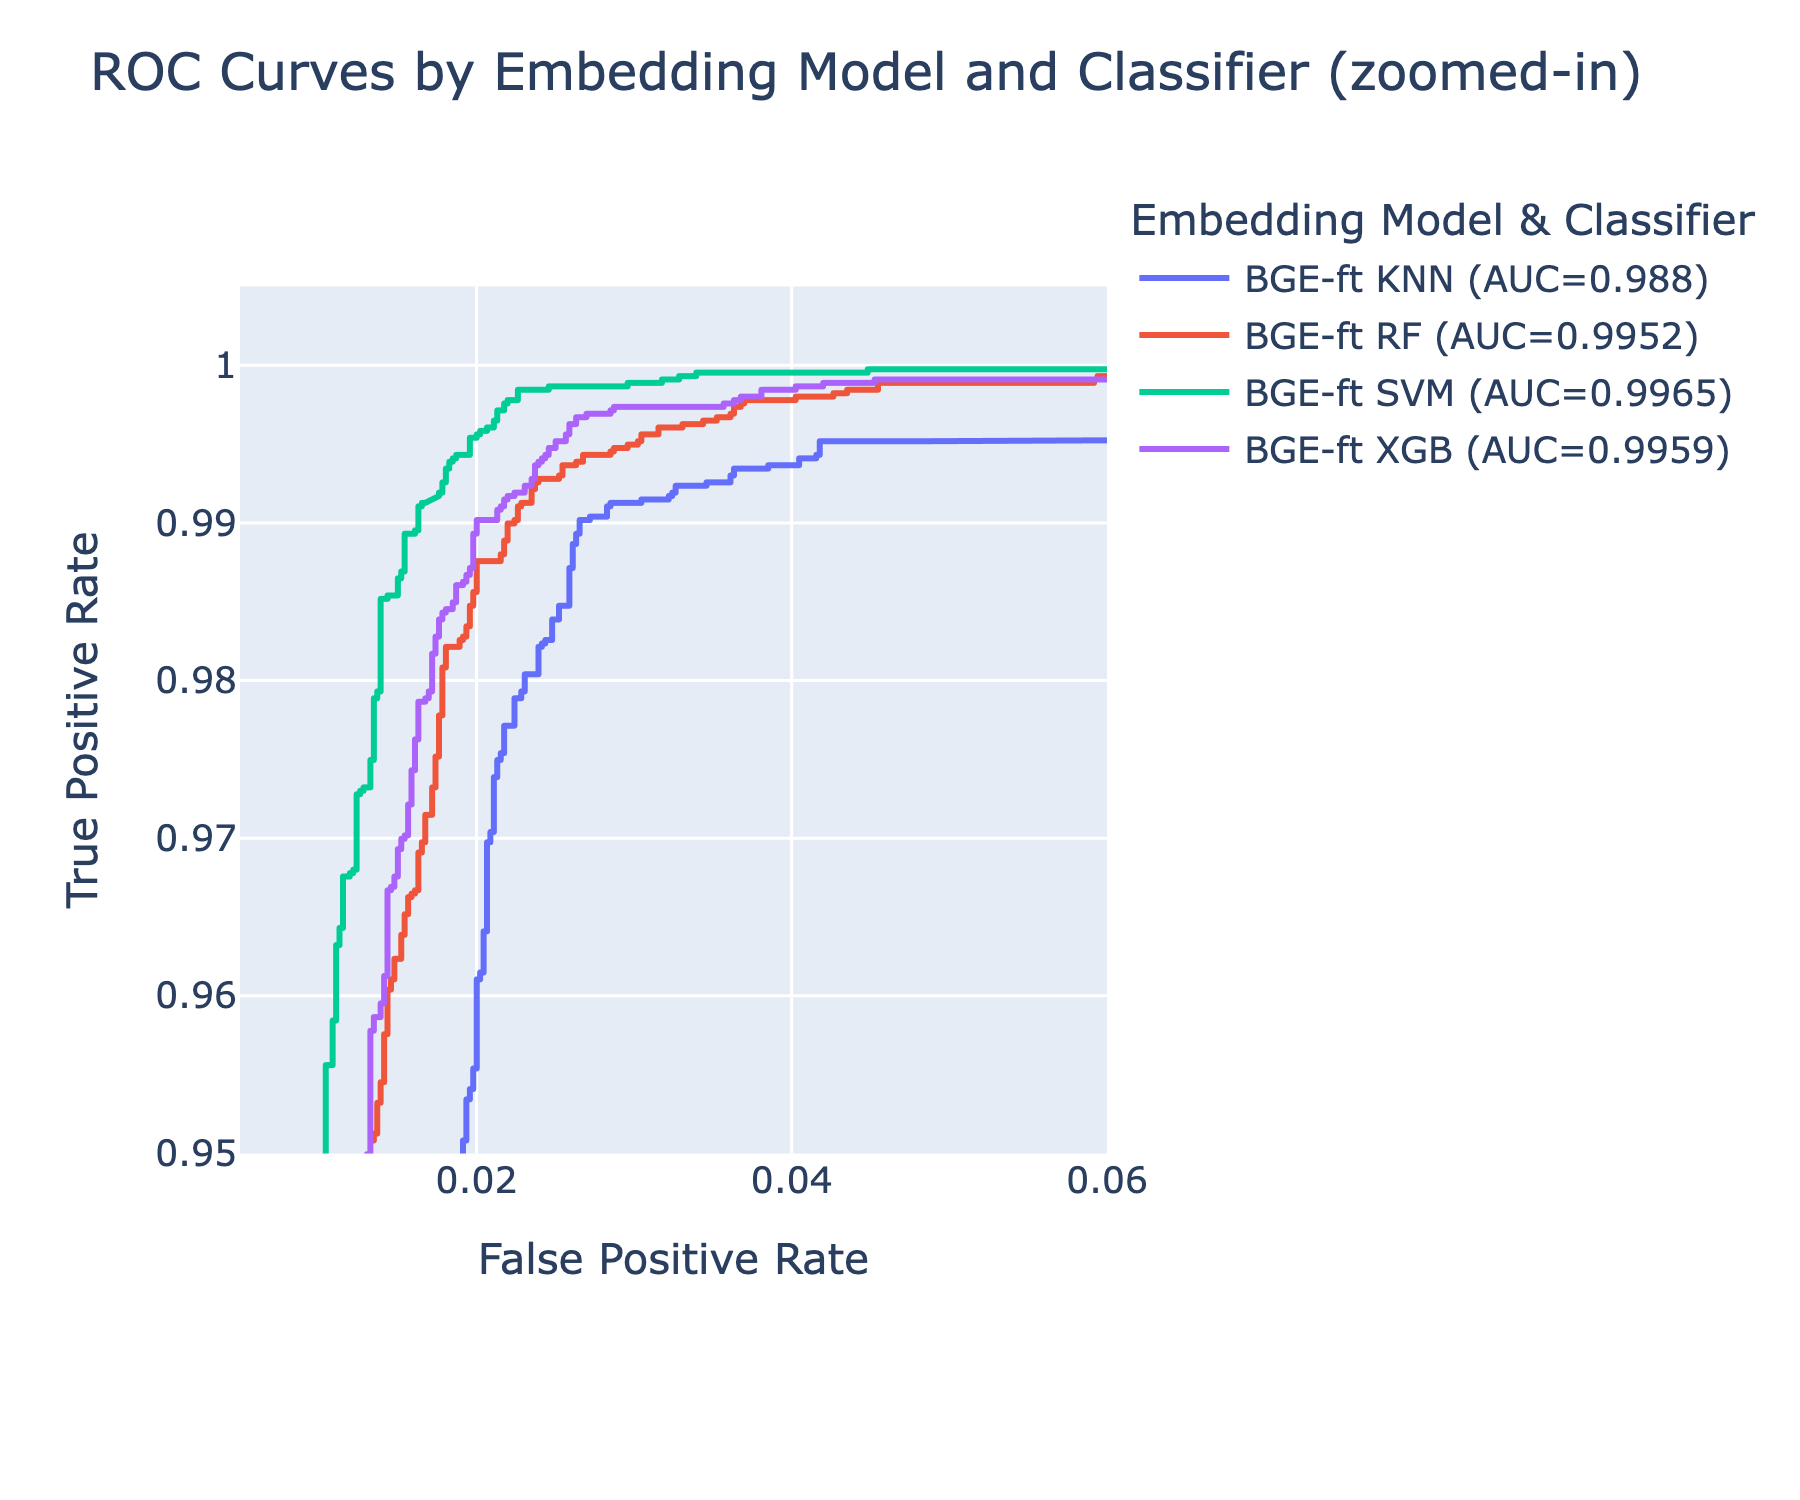 ROC Curves by Embedding Model and Classifier (zoomed-in)
Embedding Model & Classifier
BGE-ft KNN (AUC=0.988)
BGE-ft RF (AUC=0.9952)
BGE-ft SVM (AUC=0.9965)
BGE-ft XGB (AUC=0.9959)
True Positive Rate
1
0.99
0.98
0.97
0.96
0.95
0.02 0.04 0.06
False Positive Rate